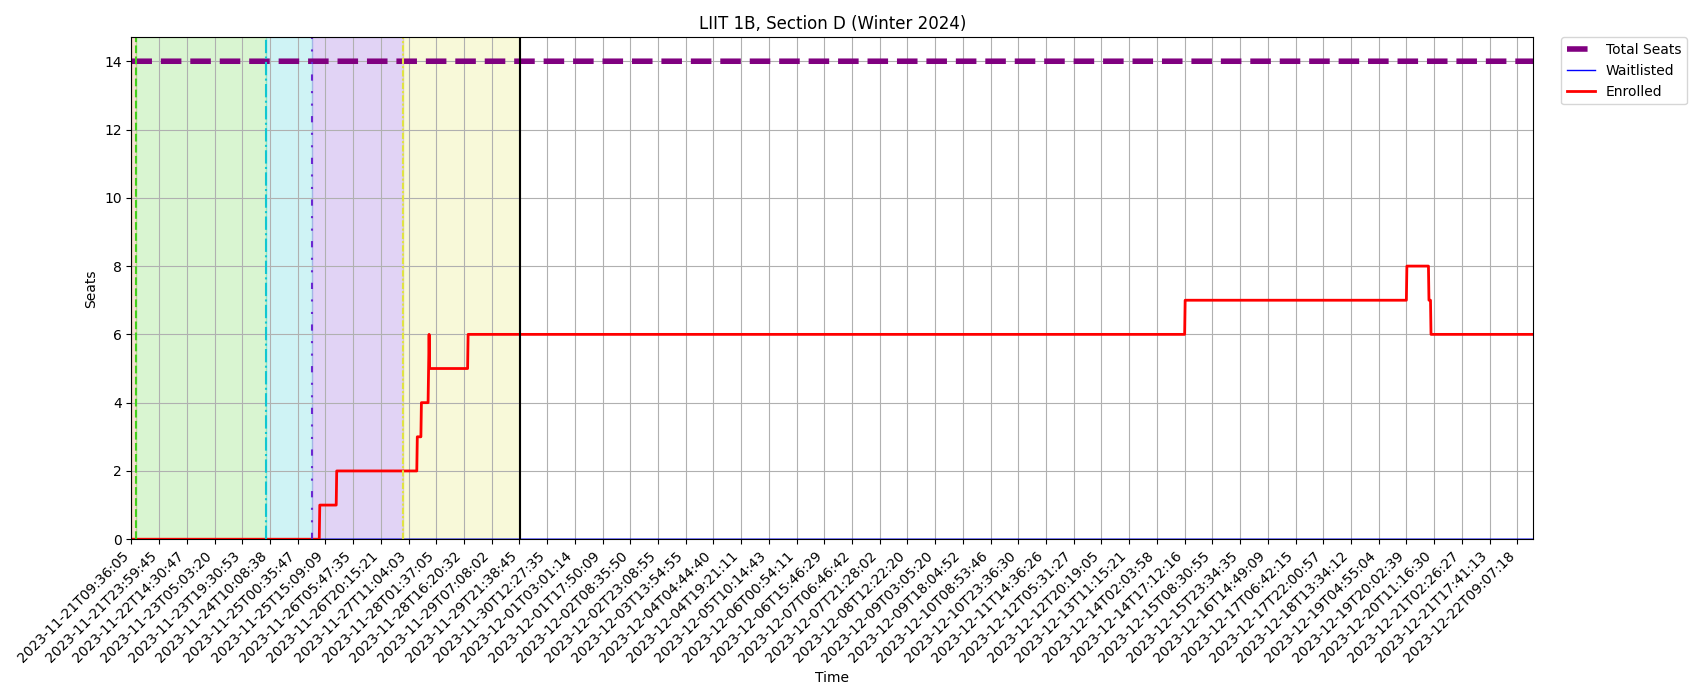 LIIT 1B, Section D (Winter 2024)
Total Seats
Waitlisted
Enrolled
14
12
10
8
6
4
2
0
Seats
2023-11-21T09:36:05
2023-11-21T23:59:45
2023-11-22T14:30:47
2023-11-23T05:03:20
2023-11-23T19:30:53
2023-11-24T10:08:38
2023-11-25T00:35:47
2023-11-25T15:09:09
2023-11-26T05:47:35
2023-11-26T20:15:21
2023-11-27T11:04:03
2023-11-28T01:37:05
2023-11-28T16:20:32
2023-11-29T07:08:02
2023-11-29T21:38:45
2023-11-30T12:27:35
2023-12-01T03:01:14
2023-12-01T17:50:09
2023-12-02T08:35:50
2023-12-02T23:08:55
2023-12-03T13:54:55
2023-12-04T04:44:40
2023-12-04T19:21:11
2023-12-05T10:14:43
2023-12-06T00:54:11
2023-12-06T15:46:29
2023-12-07T06:46:42
2023-12-07T21:28:02
2023-12-08T12:22:20
2023-12-09T03:05:20
2023-12-09T18:04:52
2023-12-10T08:53:46
2023-12-10T23:36:30
2023-12-11T14:36:26
2023-12-12T05:31:27
2023-12-12T20:19:05
2023-12-13T11:15:21
2023-12-14T02:03:58
2023-12-14T17:12:16
2023-12-15T08:30:55
2023-12-15T23:34:35
2023-12-16T14:49:09
2023-12-17T06:42:15
2023-12-17T22:00:57
2023-12-18T13:34:12
2023-12-19T04:55:04
2023-12-19T20:02:39
2023-12-20T11:16:30
2023-12-21T02:26:27
2023-12-21T17:41:13
2023-12-22T09:07:18
Time